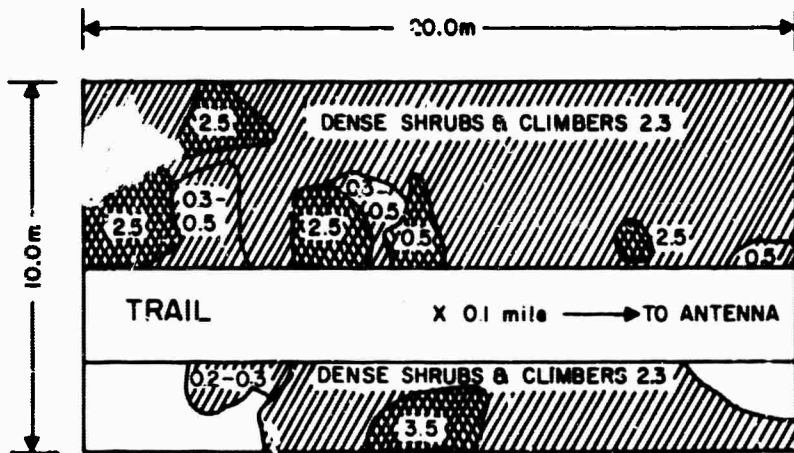 20.0m
2.5
DENSE SHRUBS & CLIMBERS 2.3
10.0m
2.5
0.3-
0.5
2.5
0.3-
0.5
0.5
2.5
0.5
TRAIL
X 0.1 mile
TO ANTENNA
0.2-0.3
DENSE SHRUBS & CLIMBERS 2.3
3.5